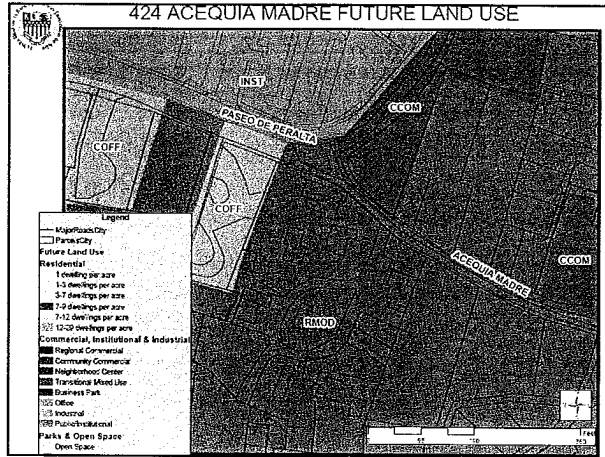 424 ACEQUIA MADRE FUTURE LAND USE
INST
PASEO DE PERALTA
CCOM
COFF
COFF
ACEQUIA MADRE
CCOM
RMOD
Legend
MajorRoadsCity
ParcelsCity
Future Land Use
Residential
1 dwelling per acre
1-3 dwellings per acre
3-7 dwellings per acre
7-9 dwellings per acre
7-12 dwellings per acre
12-29 dwellings per acre
Commercial, Institutional & Industrial
Regional Commercial
Community Commercial
Neighborhood Center
Transitional Mixed Use
Business Park
Office
Industrial
Public/Institutional
Parks & Open Space
Open Space
Feet